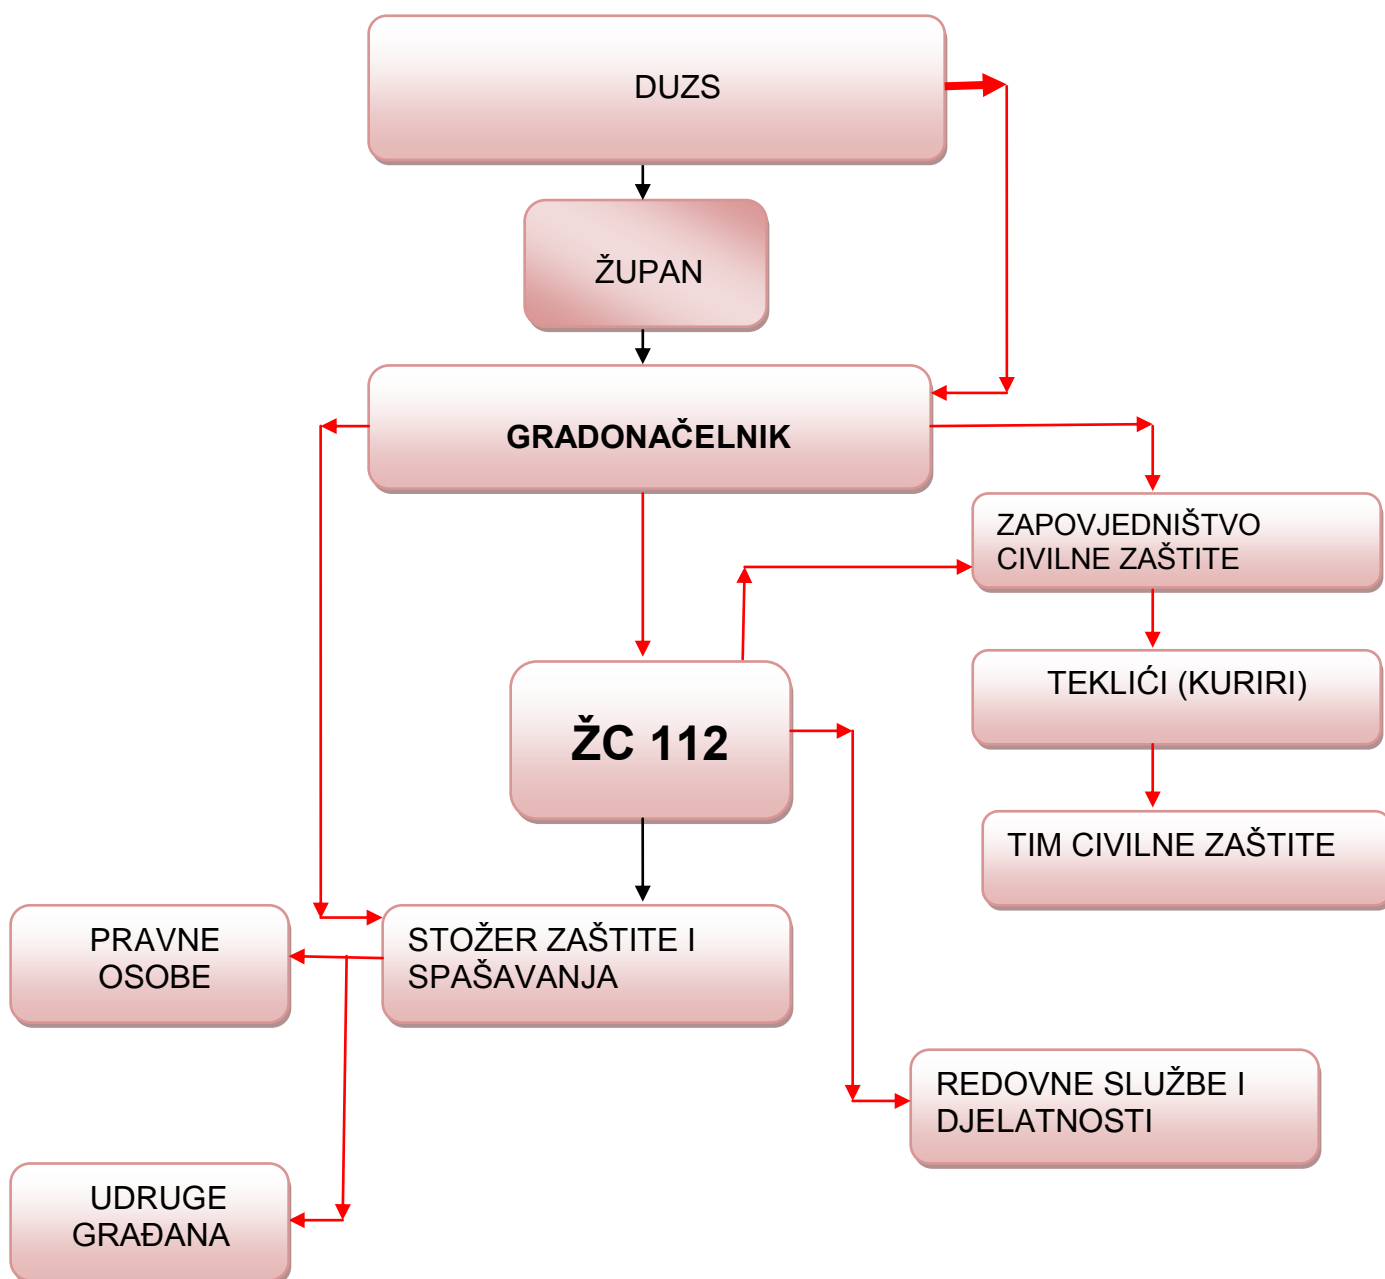 DUZS
ŽUPAN
GRADONAČELNIK
ZAPOVJEDNIŠTVO
CIVILNE ZAŠTITE
TEKLIĆI (KURIRI)
ŽC 112
TIM CIVILNE ZAŠTITE
PRAVNE
OSOBE
STOŽER ZAŠTITE I
SPAŠAVANJA
REDOVNE SLUŽBE I
DJELATNOSTI
UDRUGE
GRAĐANA